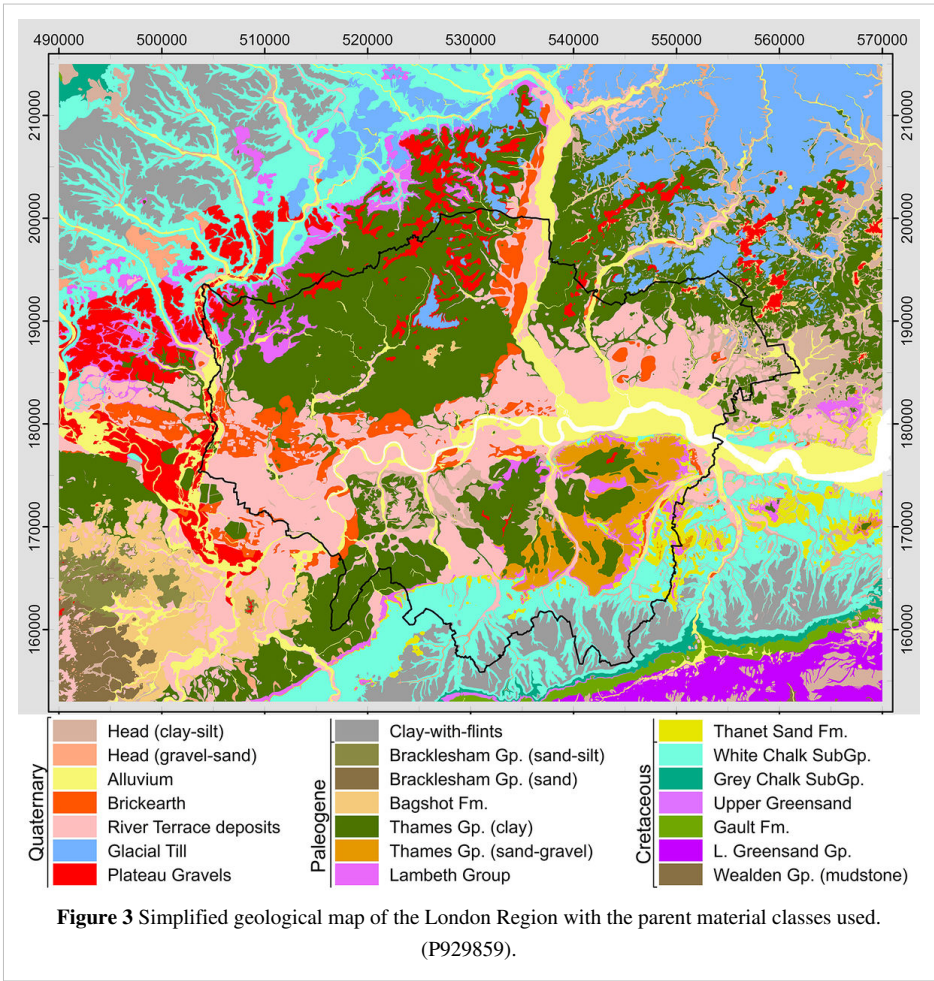 490000 500000 510000 520000 530000 540000 550000 560000 570000
210000 210000
200000 200000
190000 190000
180000 180000
170000 170000
160000 160000
Quaternary
Head (clay-silt)
Head (gravel-sand)
Alluvium
Brickearth
River Terrace deposits
Glacial Till
Plateau Gravels
Paleogene
Clay-with-flints
Bracklesham Gp. (sand-silt)
Bracklesham Gp. (sand)
Bagshot Fm.
Thames Gp. (clay)
Thames Gp. (sand-gravel)
Lambeth Group
Cretaceous
Thanet Sand Fm.
White Chalk SubGp.
Grey Chalk SubGp.
Upper Greensand
Gault Fm.
L. Greensand Gp.
Wealden Gp. (mudstone)
Figure 3 Simplified geological map of the London Region with the parent material classes used.
(P929859).